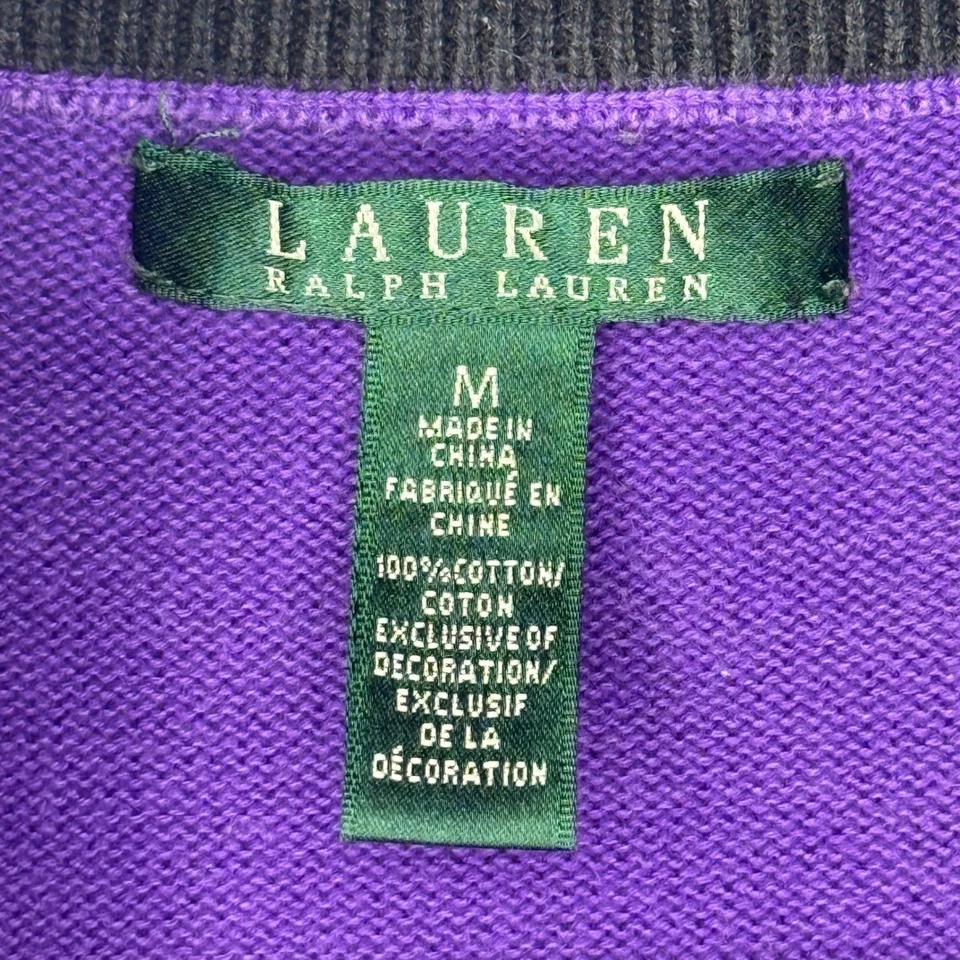 LAUREN
RALPH LAUREN
M
MADE IN
CHINA
FABRIQUÉ EN
CHINE
100%COTTON/
COTON
EXCLUSIVE OF
DECORATION/
EXCLUSIF
DE LA
DÉCORATION